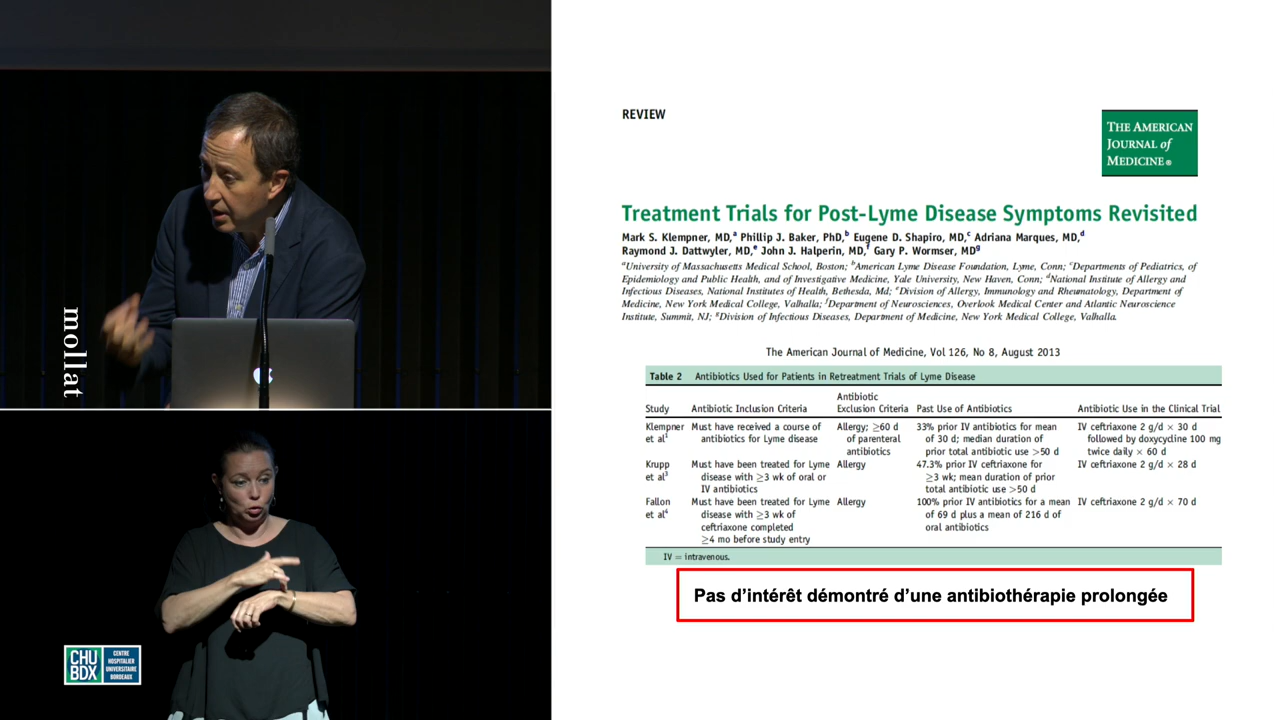 mollat
CHU
BDX
CENTRE
HOSPITALIER
UNIVERSITAIRE
BORDEAUX
REVIEW
THE AMERICAN
JOURNAL of
MEDICINE®
Treatment Trials for Post-Lyme Disease Symptoms Revisited
Mark S. Klempner, MD,a Phillip J. Baker, PhD,b Eugene D. Shapiro, MD,c Adriana Marques, MD,d
Raymond J. Dattwyler, MD,e John J. Halperin, MD,f Gary P. Wormser, MDg
aUniversity of Massachusetts Medical School, Boston; bAmerican Lyme Disease Foundation, Lyme, Conn; cDepartments of Pediatrics, of
Epidemiology and Public Health, and of Investigative Medicine, Yale University, New Haven, Conn; dNational Institute of Allergy and
Infectious Diseases, National Institutes of Health, Bethesda, Md; eDivision of Allergy, Immunology and Rheumatology, Department of
Medicine, New York Medical College, Valhalla; fDepartment of Neurosciences, Overlook Medical Center and Atlantic Neuroscience
Institute, Summit, NJ; gDivision of Infectious Diseases, Department of Medicine, New York Medical College, Valhalla.
The American Journal of Medicine, Vol 126, No 8, August 2013
Table 2 Antibiotics Used for Patients in Retreatment Trials of Lyme Disease
Antibiotic
Study Antibiotic Inclusion Criteria Exclusion Criteria Past Use of Antibiotics Antibiotic Use in the Clinical Trial
Klempner Must have received a course of Allergy; ≥60 d 33% prior IV antibiotics for mean IV ceftriaxone 2 g/d × 30 d
et al1 antibiotics for Lyme disease of parenteral of 30 d; median duration of followed by doxycycline 100 mg
antibiotics prior total antibiotic use >50 d twice daily × 60 d
Krupp Must have been treated for Lyme Allergy 47.3% prior IV ceftriaxone for IV ceftriaxone 2 g/d × 28 d
et al3 disease with ≥3 wk of oral or ≥3 wk; mean duration of prior
IV antibiotics total antibiotic use >50 d
Fallon Must have been treated for Lyme Allergy 100% prior IV antibiotics for a mean IV ceftriaxone 2 g/d × 70 d
et al4 disease with ≥3 wk of of 69 d plus a mean of 216 d of
ceftriaxone completed oral antibiotics
≥4 mo before study entry
IV = intravenous.
Pas d'intérêt démontré d'une antibiothérapie prolongée